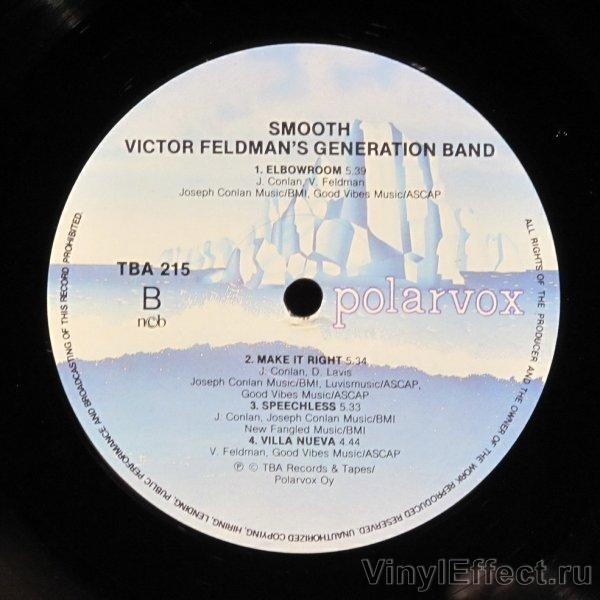 SMOOTH
VICTOR FELDMAN'S GENERATION BAND
1. ELBOWROOM 5.39
J. Conlan, V. Feldman
Joseph Conlan Music/BMI, Good Vibes Music/ASCAP
TBA 215
B
ncb
polarvox
2. MAKE IT RIGHT 5.34
J. Conlan, D. Lavis
Joseph Conlan Music/BMI, Luvismusic/ASCAP,
Good Vibes Music/ASCAP
3. SPEECHLESS 5.33
J. Conlan, Joseph Conlan Music/BMI
New Fangled Music/BMI
4. VILLA NUEVA 4.44
V. Feldman, Good Vibes Music/ASCAP
Ⓟ © TBA Records & Tapes/
Polarvox Oy
ALL RIGHTS OF THE PRODUCER AND THE OWNER OF THE WORK REPRODUCED RESERVED. UNAUTHORIZED COPYING, HIRING, LENDING, PUBLIC PERFORMANCE AND BROADCASTING OF THIS RECORD PROHIBITED.
VinylEffect.ru